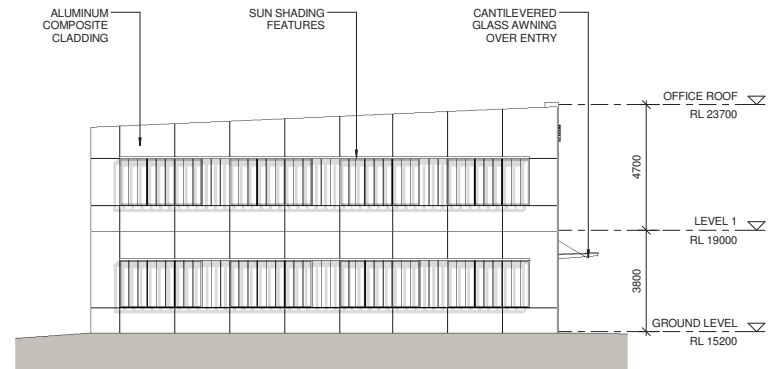 ALUMINUM
COMPOSITE
CLADDING
SUN SHADING
FEATURES
CANTILEVERED
GLASS AWNING
OVER ENTRY
OFFICE ROOF
RL 23700
4700
LEVEL 1
RL 19000
3800
GROUND LEVEL
RL 15200